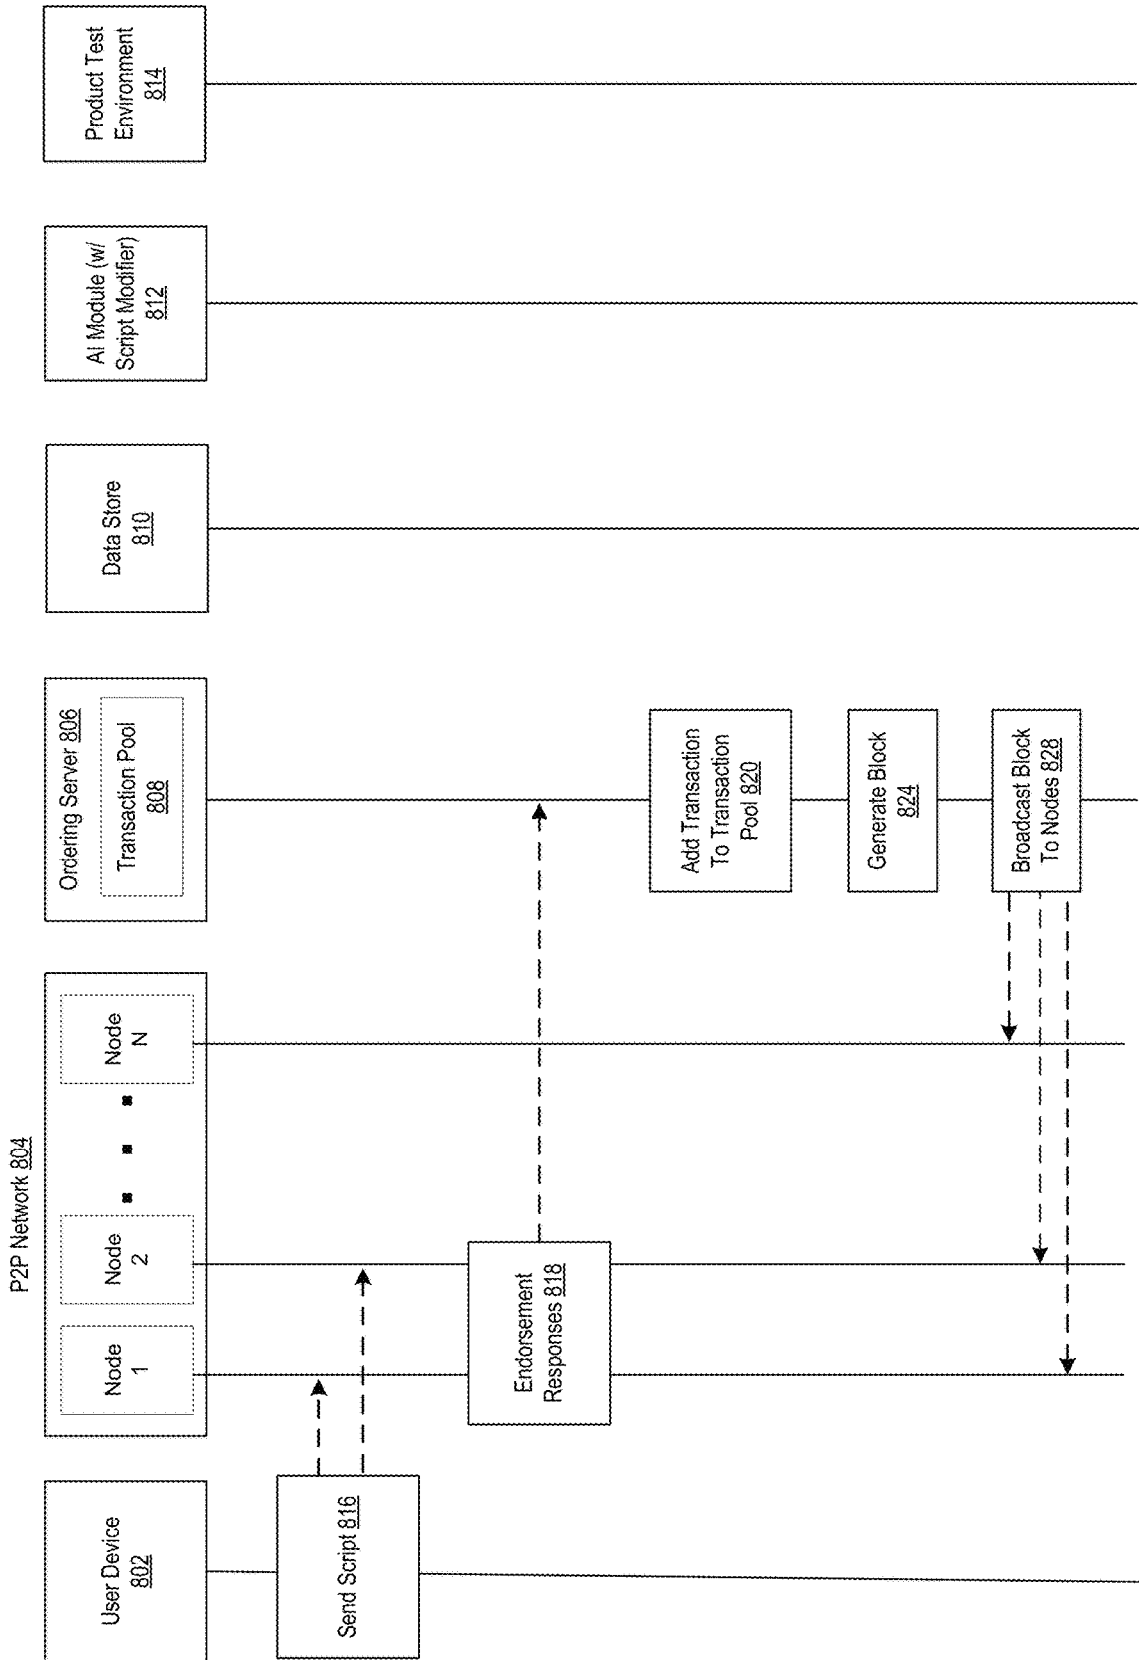 P2P Network 804
User Device
802
Node
1
Node
2
Node
N
Ordering Server 806
Transaction Pool
808
Data Store
810
AI Module (w/
Script Modifier)
812
Product Test
Environment
814
Send Script 816
Endorsement
Responses 818
Add Transaction
To Transaction
Pool 820
Generate Block
824
Broadcast Block
To Nodes 828